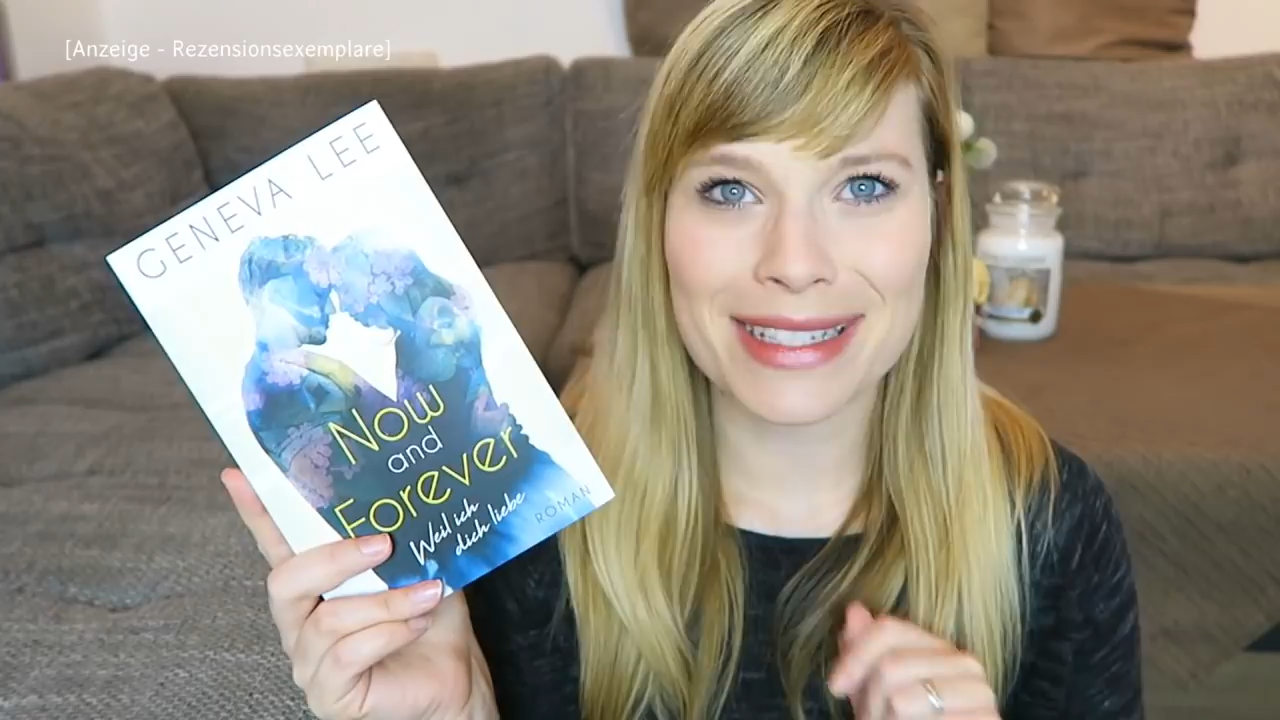 [Anzeige - Rezensionsexemplare]
GENEVA LEE
Now
and
Forever
Weil ich
dich liebe
ROMAN